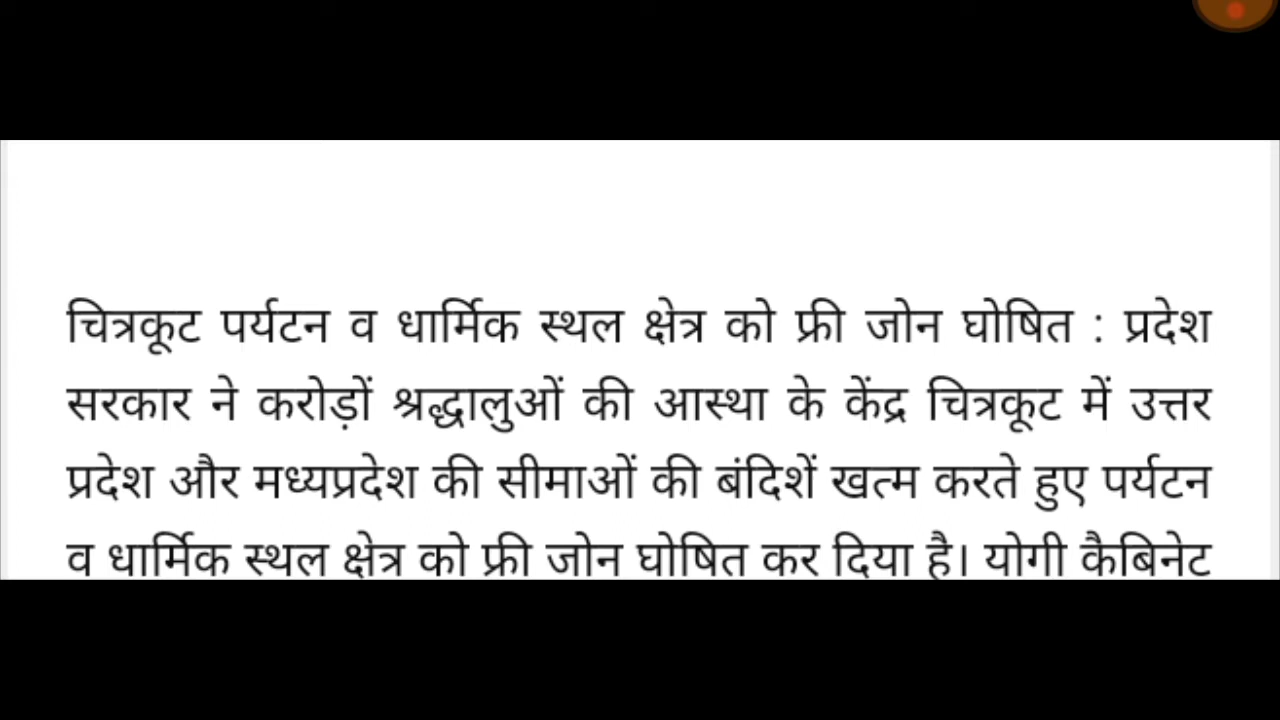 चित्रकूट पर्यटन व धार्मिक स्थल क्षेत्र को फ्री जोन घोषित : प्रदेश
सरकार ने करोड़ों श्रद्धालुओं की आस्था के केंद्र चित्रकूट में उत्तर
प्रदेश और मध्यप्रदेश की सीमाओं की बंदिशें खत्म करते हुए पर्यटन
व धार्मिक स्थल क्षेत्र को फ्री जोन घोषित कर दिया है। योगी कैबिनेट